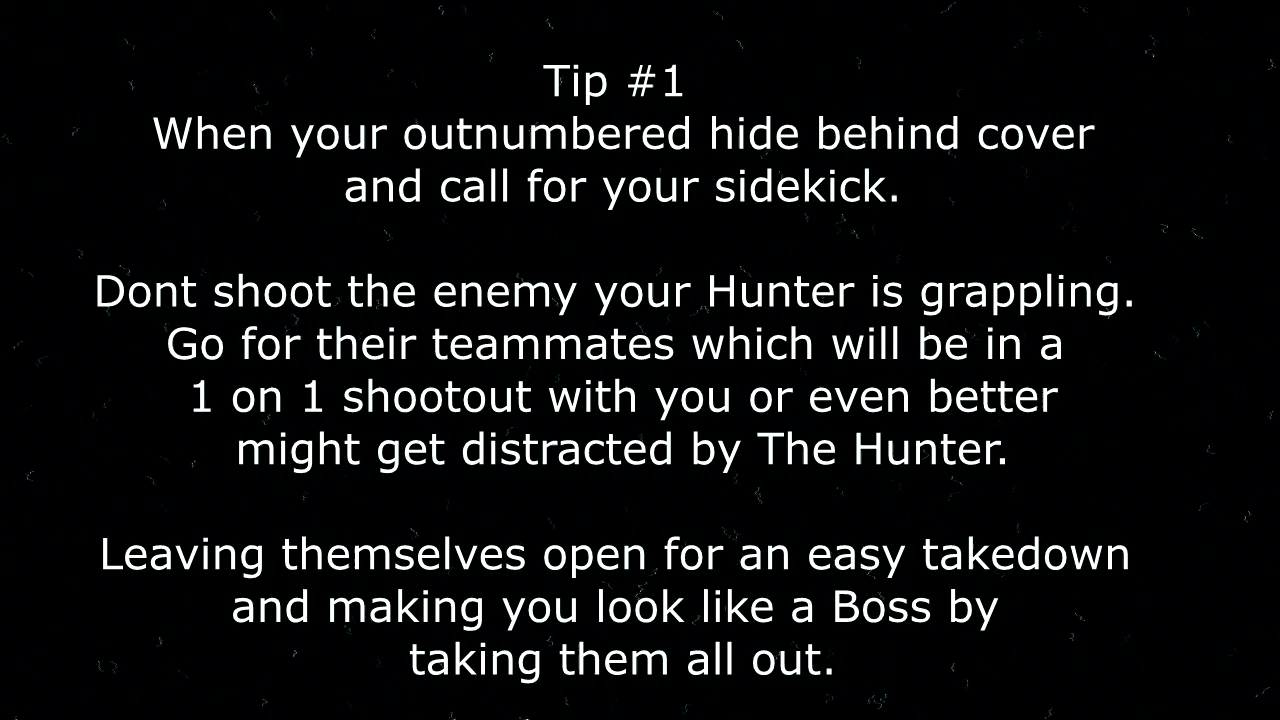 Tip #1
When your outnumbered hide behind cover
and call for your sidekick.
Dont shoot the enemy your Hunter is grappling.
Go for their teammates which will be in a
1 on 1 shootout with you or even better
might get distracted by The Hunter.
Leaving themselves open for an easy takedown
and making you look like a Boss by
taking them all out.